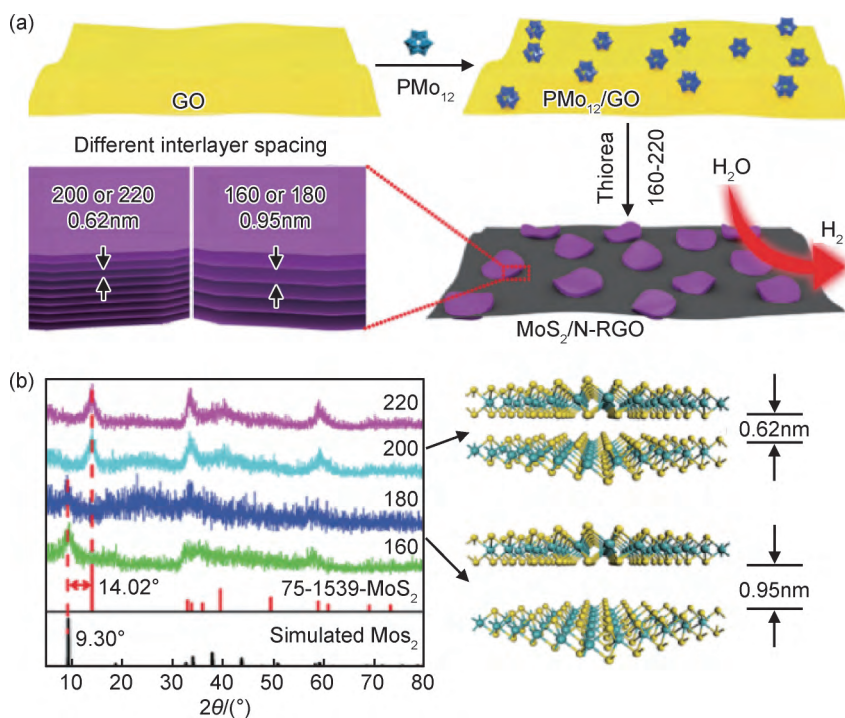 (a)
GO
PMo12
PMo12/GO
Different interlayer spacing
200 or 220
0.62nm
160 or 180
0.95nm
Thiorea
160-220
H2O
H2
MoS2/N-RGO
(b)
220
200
180
160
14.02°
75-1539-MoS2
9.30°
Simulated Mos2
10 20 30 40 50 60 70 80
2θ/(°)
0.62nm
0.95nm